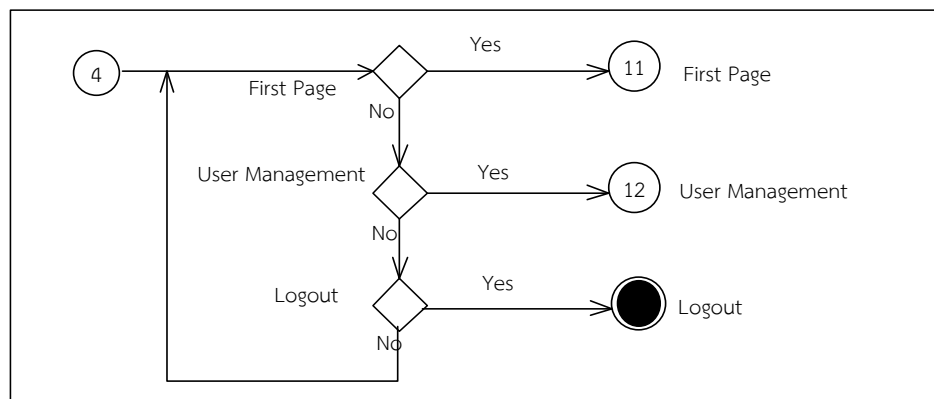 Yes
4
11
First Page
First Page
No
User Management
Yes
12
User Management
No
Logout
Yes
Logout
No